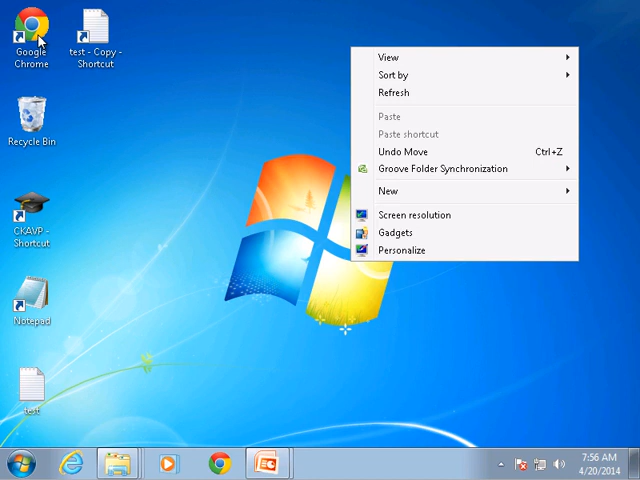 Google
Chrome
test - Copy -
Shortcut
Recycle Bin
CKAVP -
Shortcut
Notepad
test
View
Sort by
Refresh
Paste
Paste shortcut
Undo Move Ctrl+Z
Groove Folder Synchronization
New
Screen resolution
Gadgets
Personalize
7:56 AM
4/20/2014